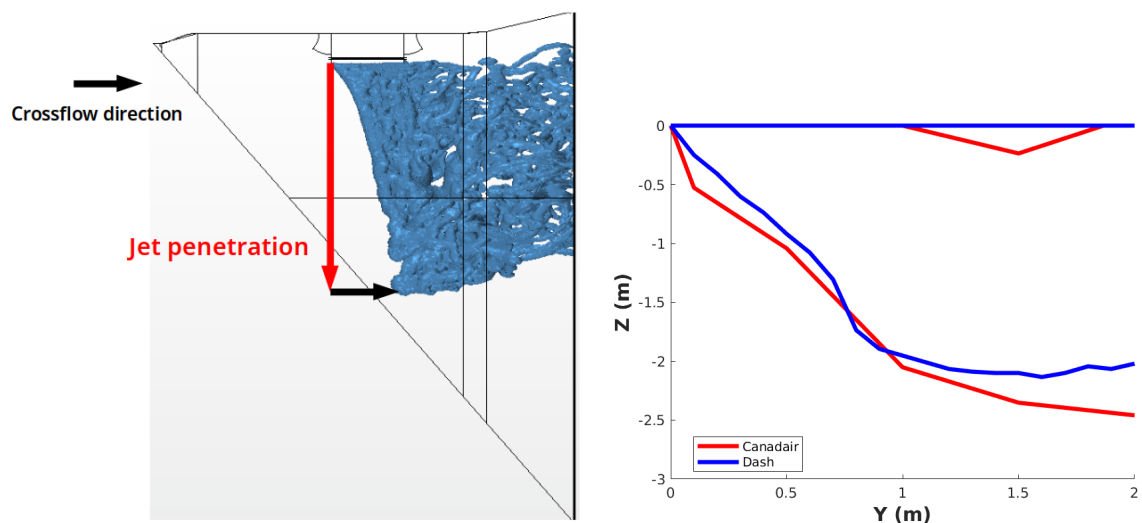 Crossflow direction
Jet penetration
0
-0.5
-1
-1.5
-2
-2.5
-3
Z (m)
Canadair
Dash
0
0.5
1
1.5
2
Y (m)